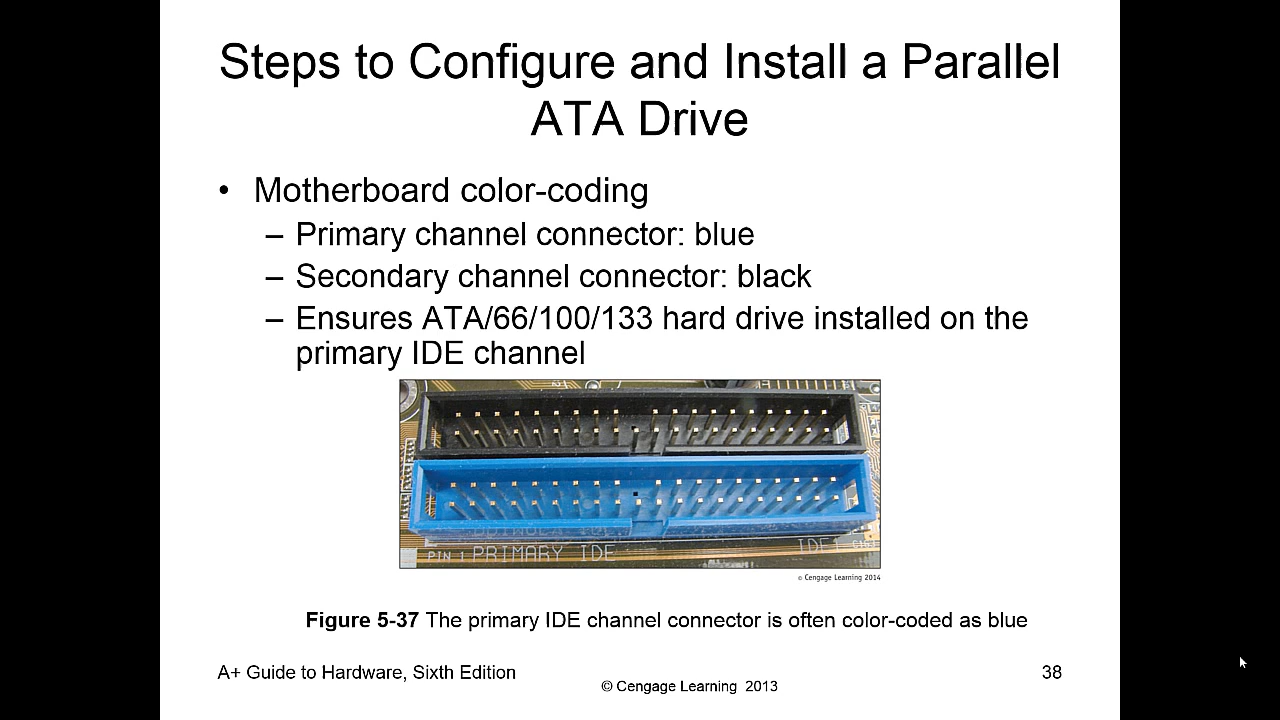 Steps to Configure and Install a Parallel
ATA Drive
• Motherboard color-coding
– Primary channel connector: blue
– Secondary channel connector: black
– Ensures ATA/66/100/133 hard drive installed on the
primary IDE channel
PIN 1 PRIMARY IDE
© Cengage Learning 2014
Figure 5-37 The primary IDE channel connector is often color-coded as blue
A+ Guide to Hardware, Sixth Edition
© Cengage Learning 2013
38